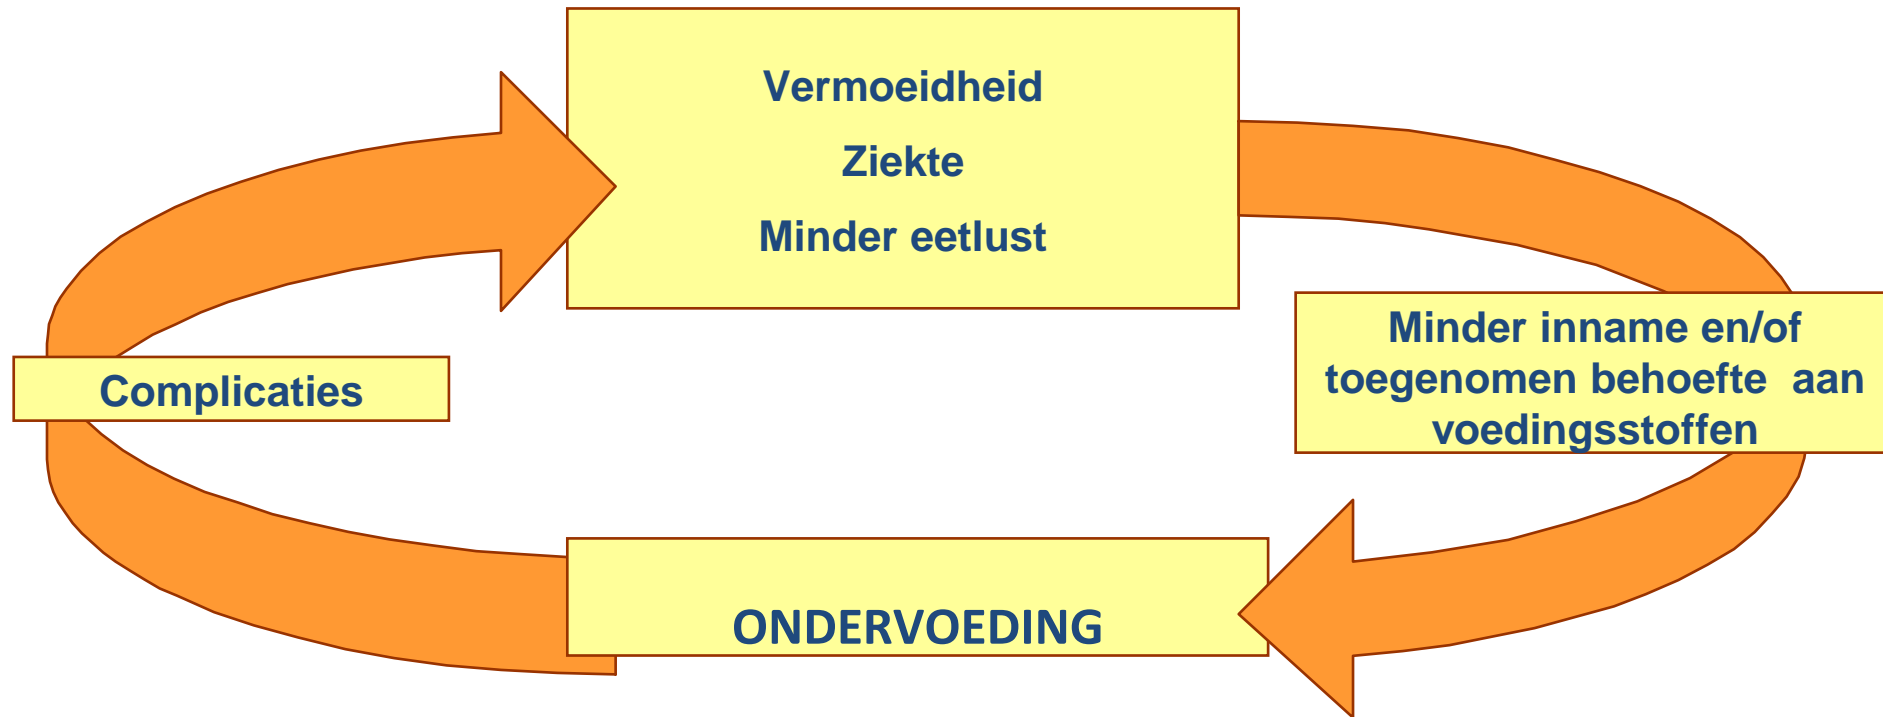 Vermoeidheid
Ziekte
Minder eetlust
Minder inname en/of
toegenomen behoefte aan
voedingsstoffen
Complicaties
ONDERVOEDING